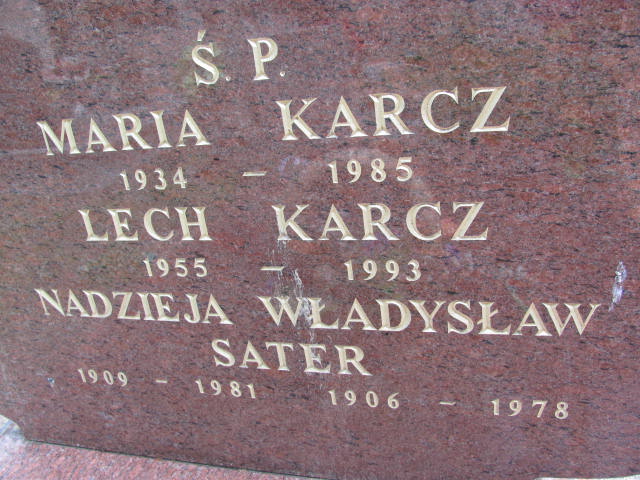 Ś. P.
MARIA KARCZ
1934 – 1985
LECH KARCZ
1955 – 1993
NADZIEJA WŁADYSŁAW
SATER
1909 – 1981 1906 – 1978